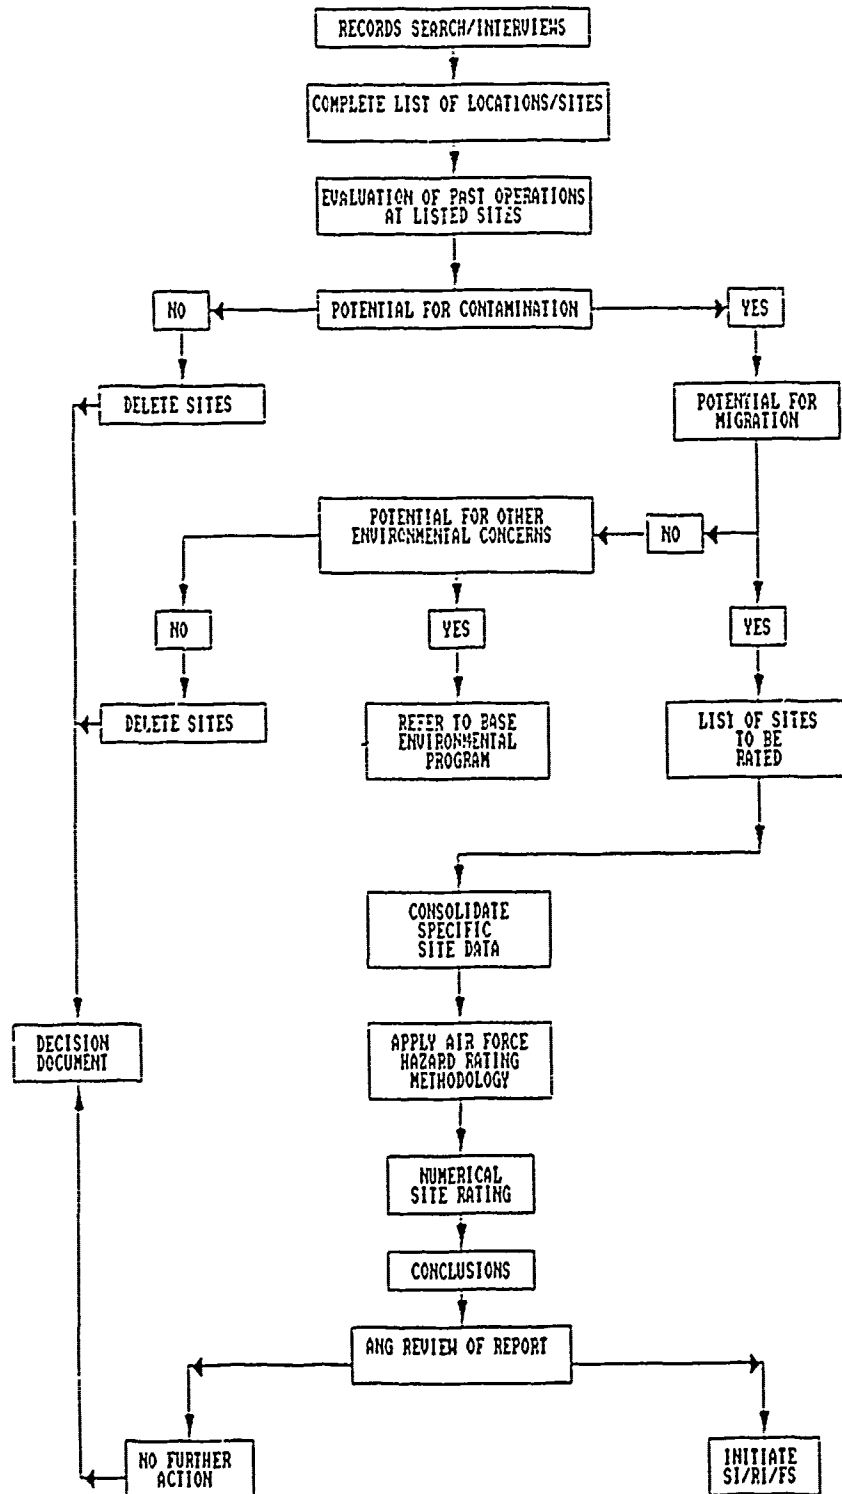 RECORDS SEARCH/INTERVIEWS
COMPLETE LIST OF LOCATIONS/SITES
EVALUATION OF PAST OPERATIONS
AT LISTED SITES
NO
POTENTIAL FOR CONTAMINATION
YES
DELETE SITES
POTENTIAL FOR
MIGRATION
POTENTIAL FOR OTHER
ENVIRONMENTAL CONCERNS
NO
NO
YES
YES
DELETE SITES
REFER TO BASE
ENVIRONMENTAL
PROGRAM
LIST OF SITES
TO BE
RATED
CONSOLIDATE
SPECIFIC
SITE DATA
DECISION
DOCUMENT
APPLY AIR FORCE
HAZARD RATING
METHODOLOGY
NUMERICAL
SITE RATING
CONCLUSIONS
ANG REVIEW OF REPORT
NO FURTHER
ACTION
INITIATE
SI/RI/FS